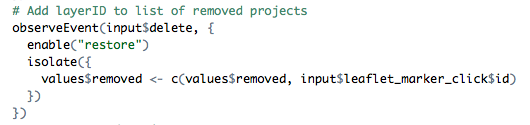 # Add layerID to list of removed projects
observeEvent(input$delete, {
  enable("restore")
  isolate({
    values$removed <- c(values$removed, input$leaflet_marker_click$id)
  })
})